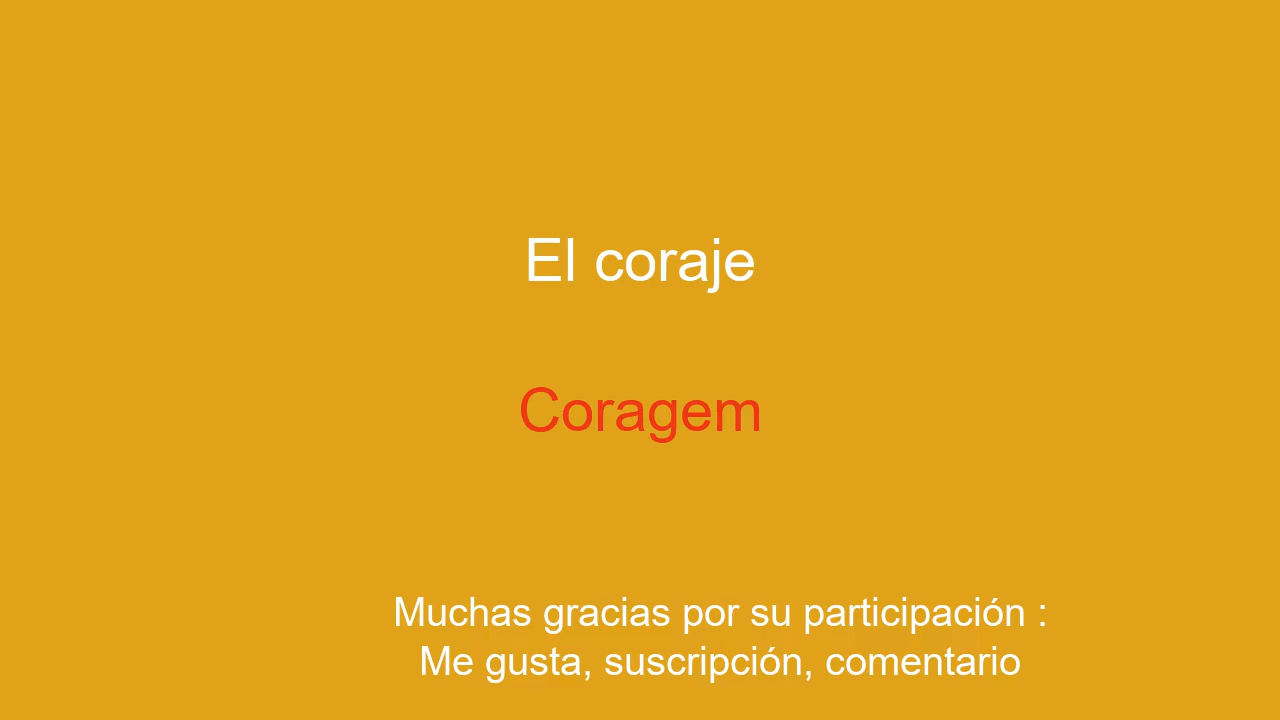 El coraje
Coragem
Muchas gracias por su participación :
Me gusta, suscripción, comentario